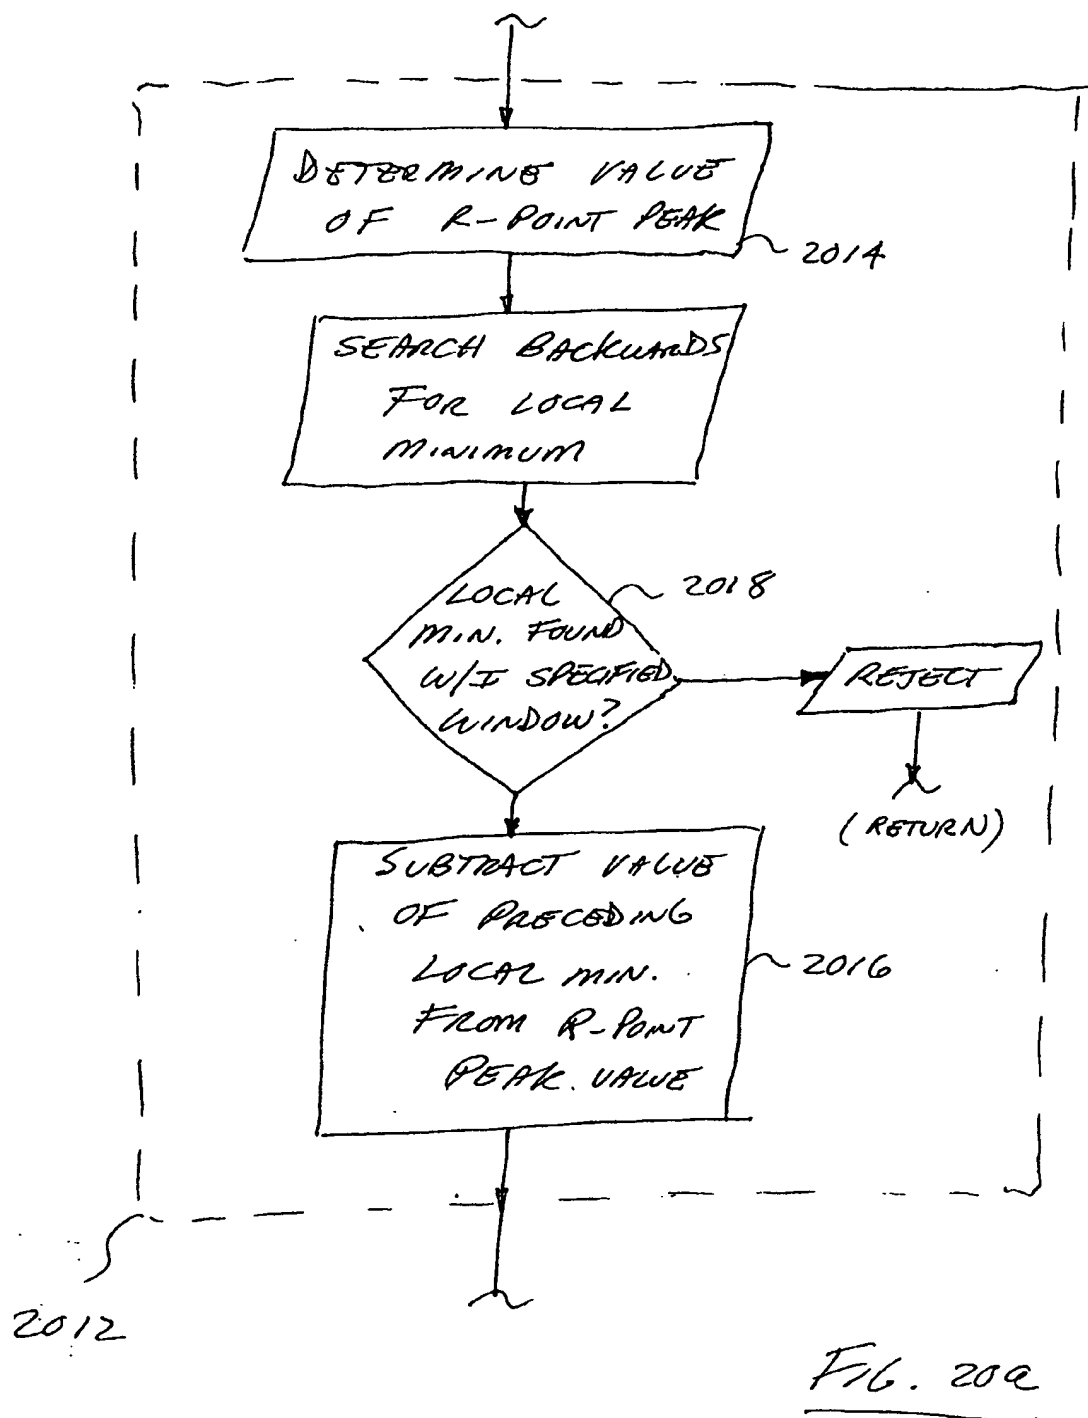 DETERMINE VALUE
OF R-POINT PEAK
2014
SEARCH BACKWARDS
FOR LOCAL
MINIMUM
LOCAL
MIN. FOUND
W/I SPECIFIED
WINDOW?
2018
REJECT
(RETURN)
SUBTRACT VALUE
OF PRECEDING
LOCAL MIN.
FROM R-POINT
PEAK VALUE
2016
2012
FIG. 20a